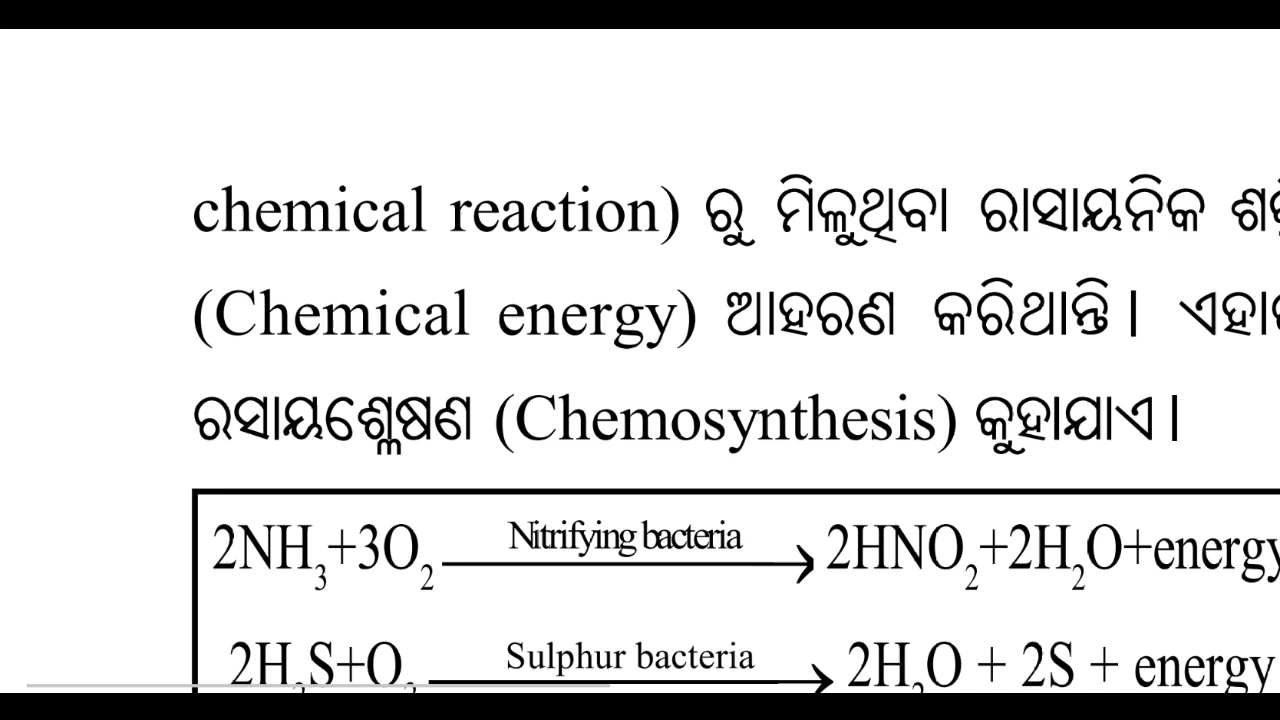 chemical reaction) ରୁ ମିଳୁଥିବା ରାସାୟନିକ
(Chemical energy) ଆହରଣ କରିଥାନ୍ତି।
ରସାୟଶ୍ଳେଷଣ (Chemosynthesis) କୁହାଯାଏ।
2NH₃+3O₂ Nitrifying bacteria → 2HNO₂+2H₂O+energy
2H₂S+O₂ Sulphur bacteria → 2H₂O + 2S + energy